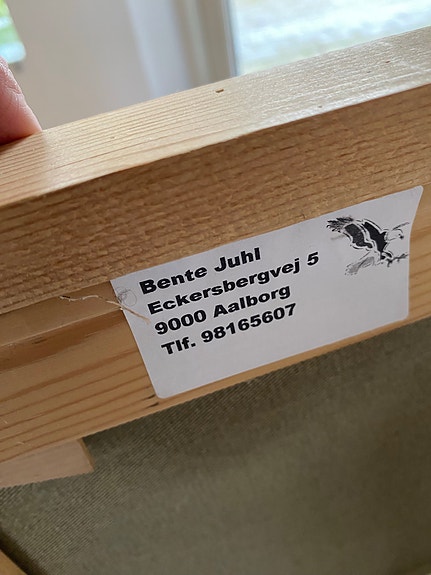 Bente Juhl
Eckersbergvej 5
9000 Aalborg
Tlf. 98165607